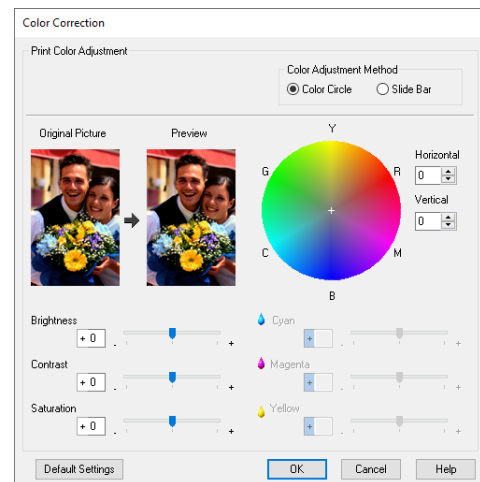 Color Correction
Print Color Adjustment
Color Adjustment Method
Color Circle
Slide Bar
Original Picture
Preview
Y
G
R
C
M
B
Horizontal
0
Vertical
0
Brightness
+ 0
- +
Contrast
+ 0
- +
Saturation
+ 0
- +
Cyan
+
- +
Magenta
+
- +
Yellow
+
- +
Default Settings
OK
Cancel
Help